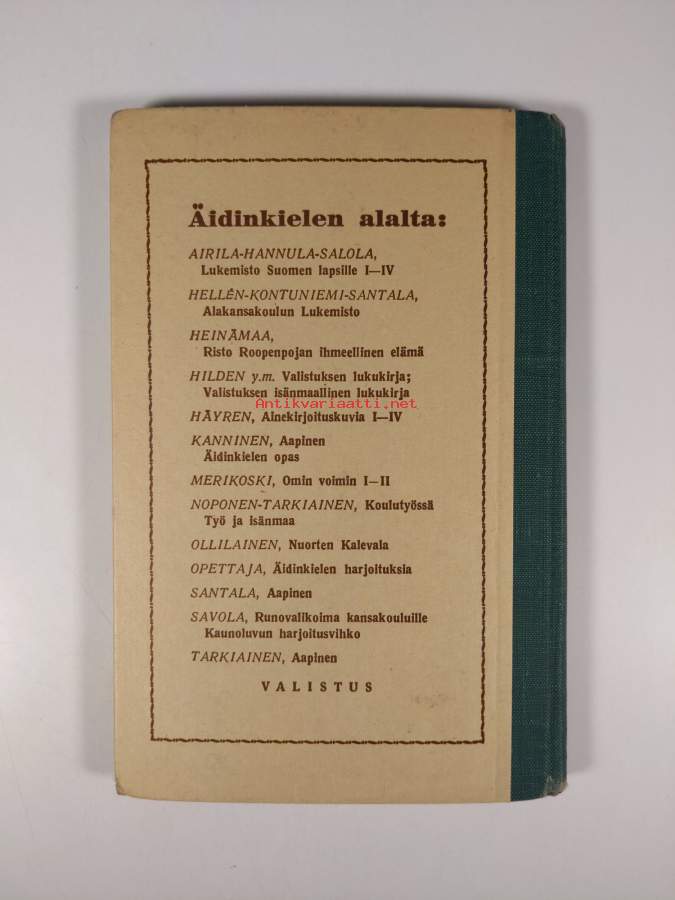 Äidinkielen alalta:
AIRILA-HANNULA-SALOLA,
Lukemisto Suomen lapsille I—IV
HELLÉN-KONTUNIEMI-SANTALA,
Alakansakoulun Lukemisto
HEINÄMAA,
Risto Roopenpojan ihmeellinen elämä
HILDEN y.m. Valistuksen lukukirja;
Valistuksen isänmaallinen lukukirja
Antikvariaatti.net
HÄYREN, Ainekirjoituskuvia I—IV
KANNINEN, Aapinen
Äidinkielen opas
MERIKOSKI, Omin voimin I—II
NOPONEN-TARKIAINEN, Koulutyössä
Työ ja isänmaa
OLLILAINEN, Nuorten Kalevala
OPETTAJA, Äidinkielen harjoituksia
SANTALA, Aapinen
SAVOLA, Runovalikoima kansakouluille
Kaunoluvun harjoitusvihko
TARKIAINEN, Aapinen
VALISTUS